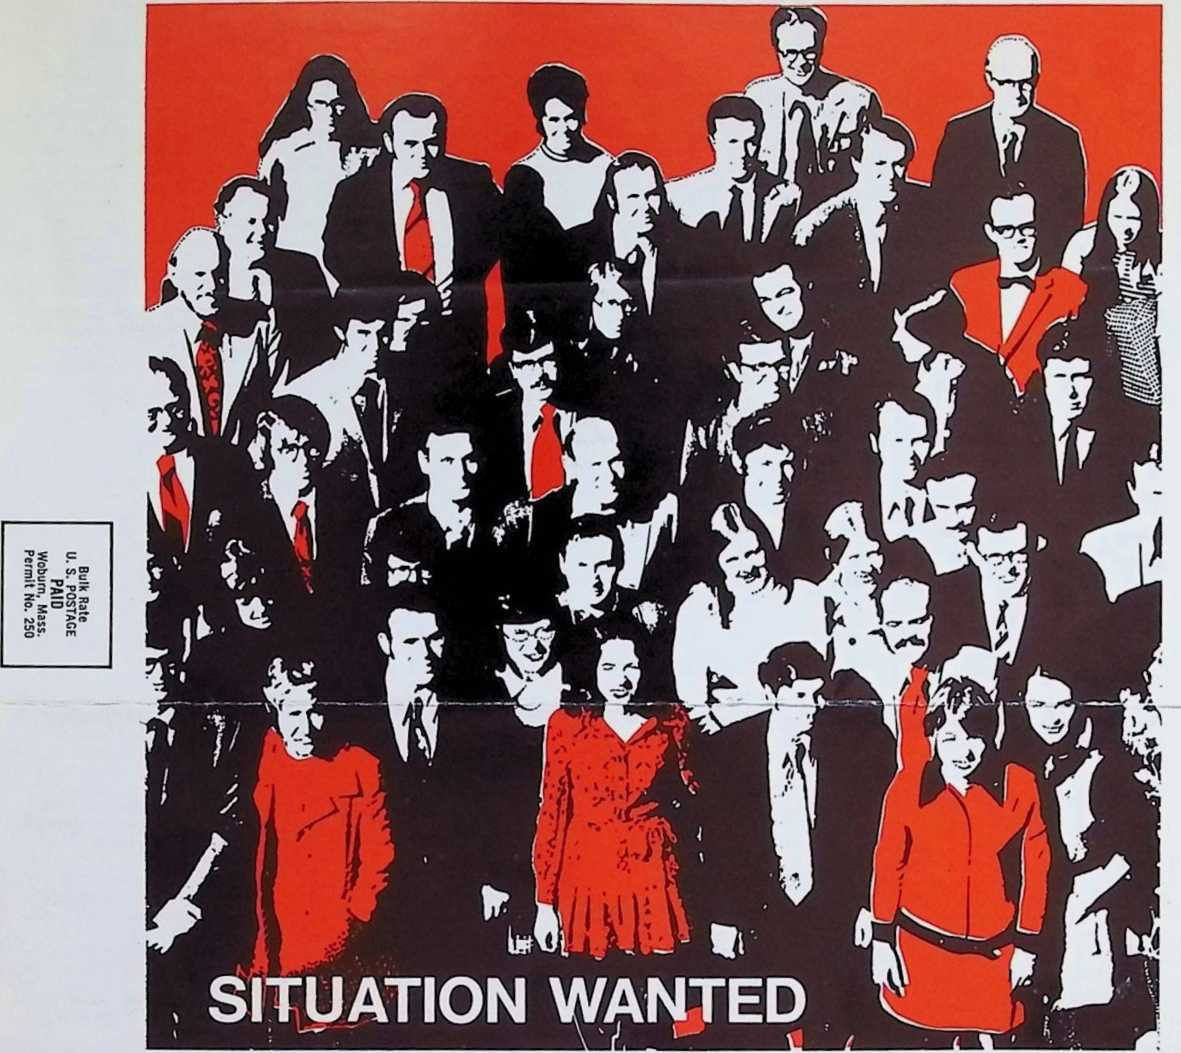 Bulk Rate
U. S. POSTAGE
PAID
Woburn, Mass.
Permit No. 250
SITUATION WANTED